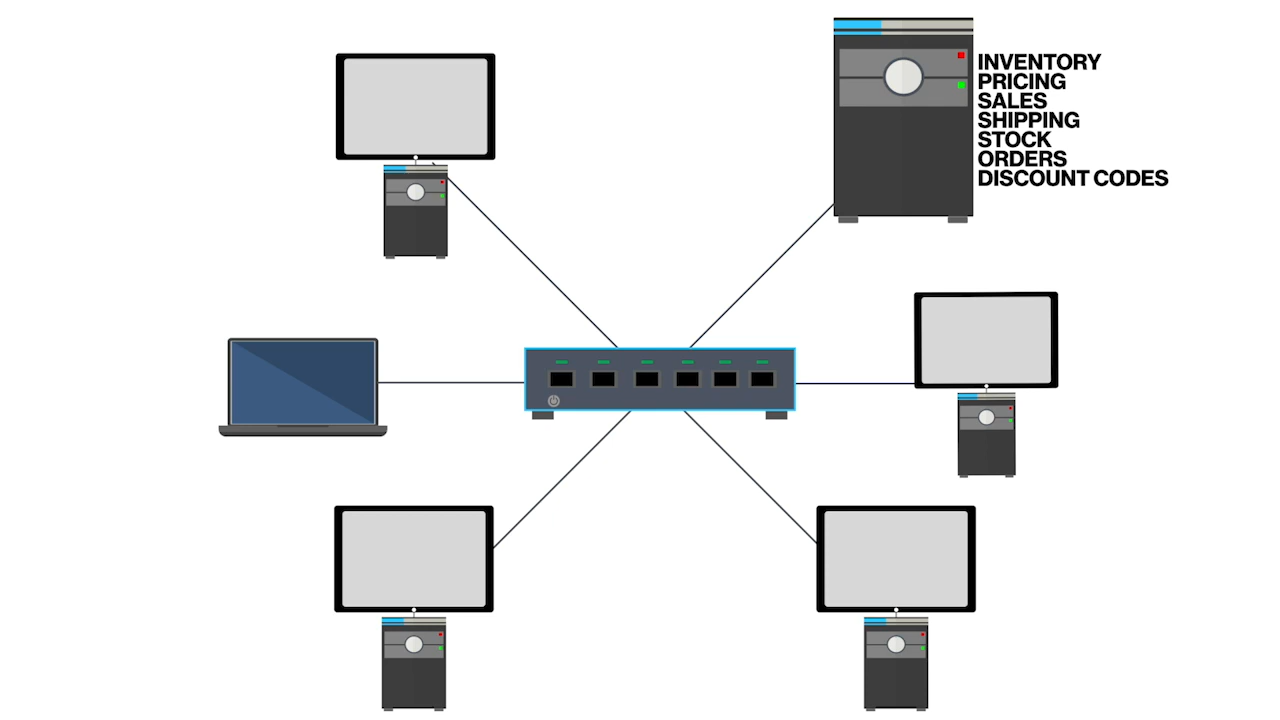 INVENTORY
PRICING
SALES
SHIPPING
STOCK
ORDERS
DISCOUNT CODES